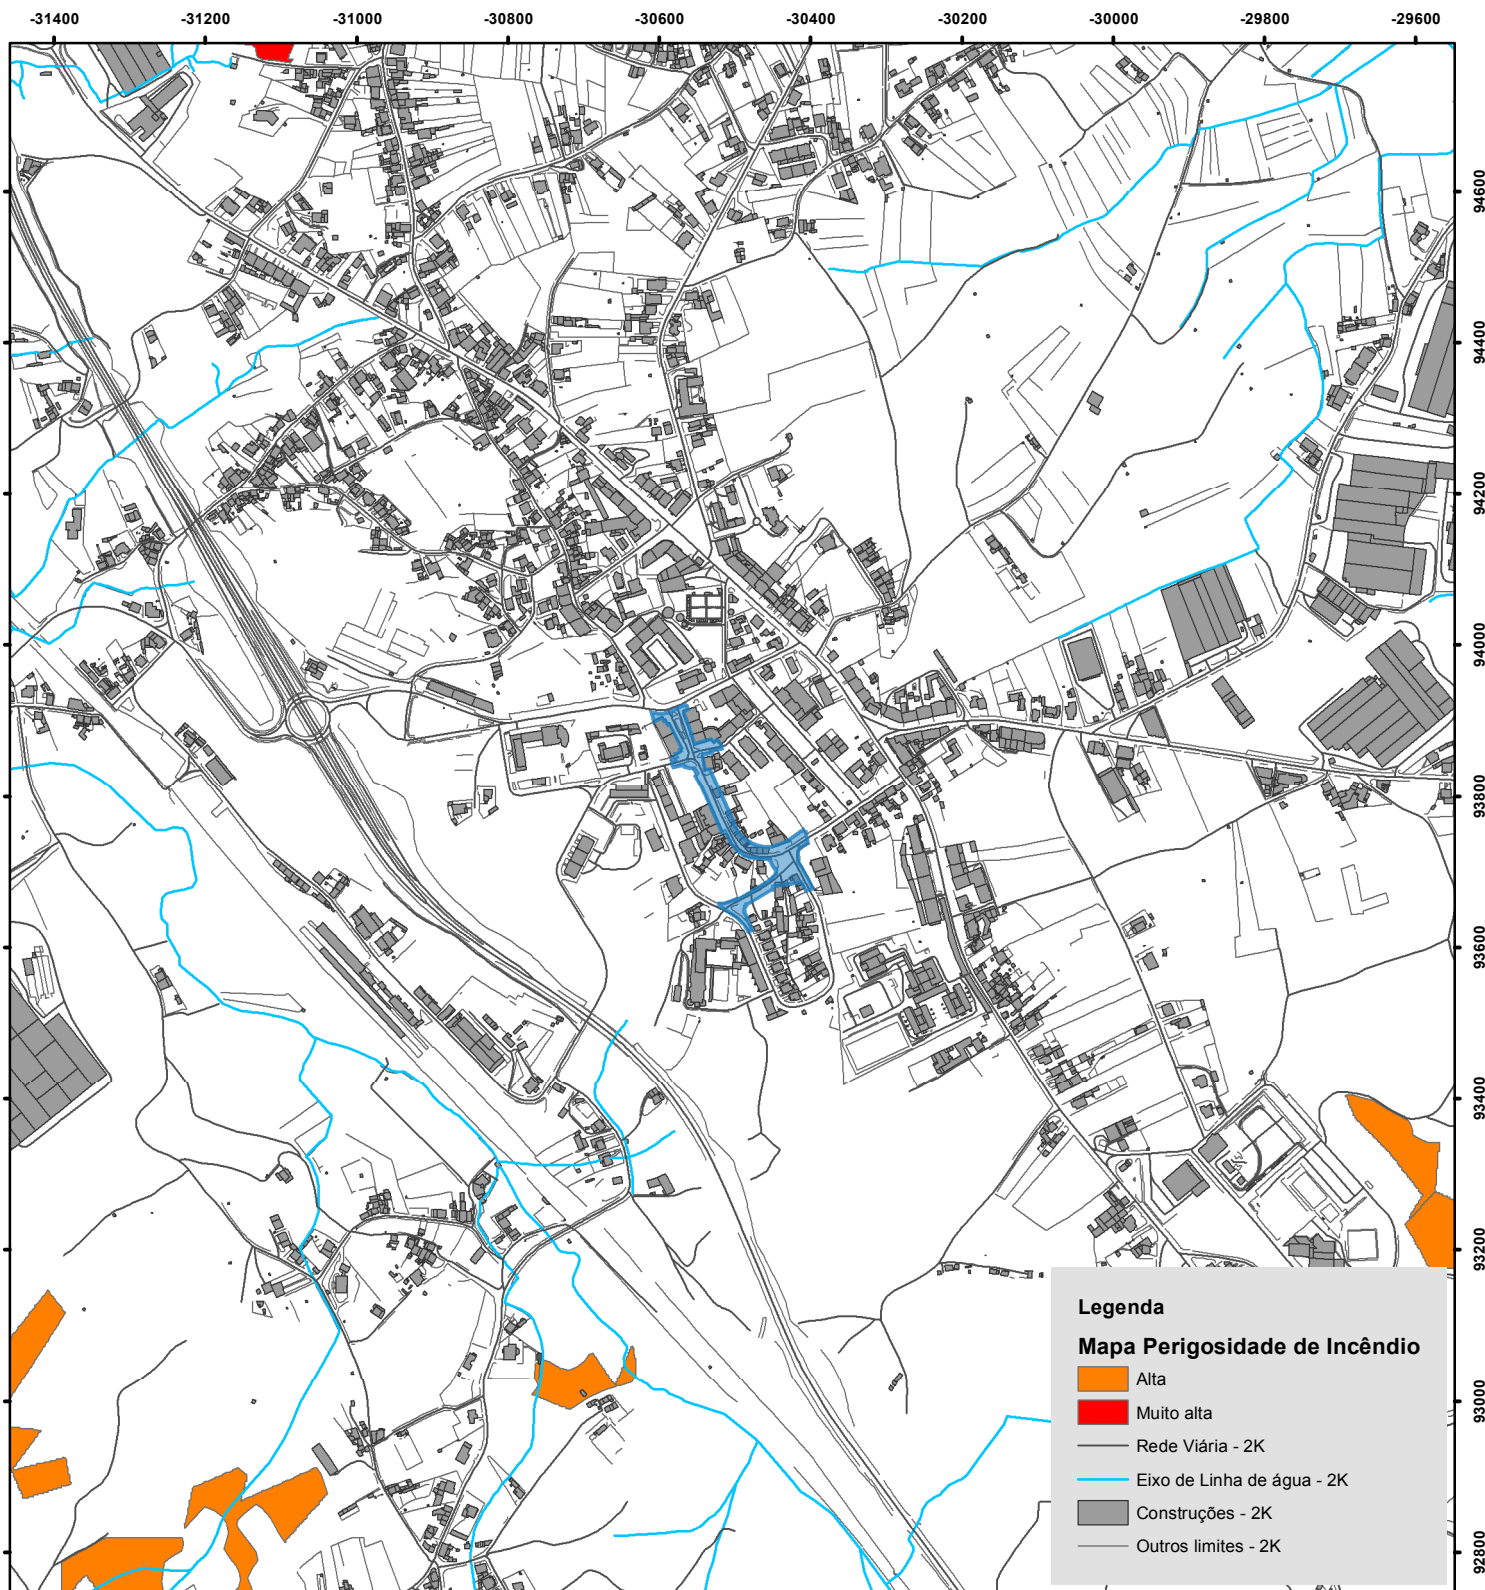 -31400 -31200 -31000 -30800 -30600 -30400 -30200 -30000 -29800 -29600
94600
94400
94200
94000
93800
93600
93400
93200
93000
92800
Legenda
Mapa Perigosidade de Incêndio
Alta
Muito alta
Rede Viária - 2K
Eixo de Linha de água - 2K
Construções - 2K
Outros limites - 2K